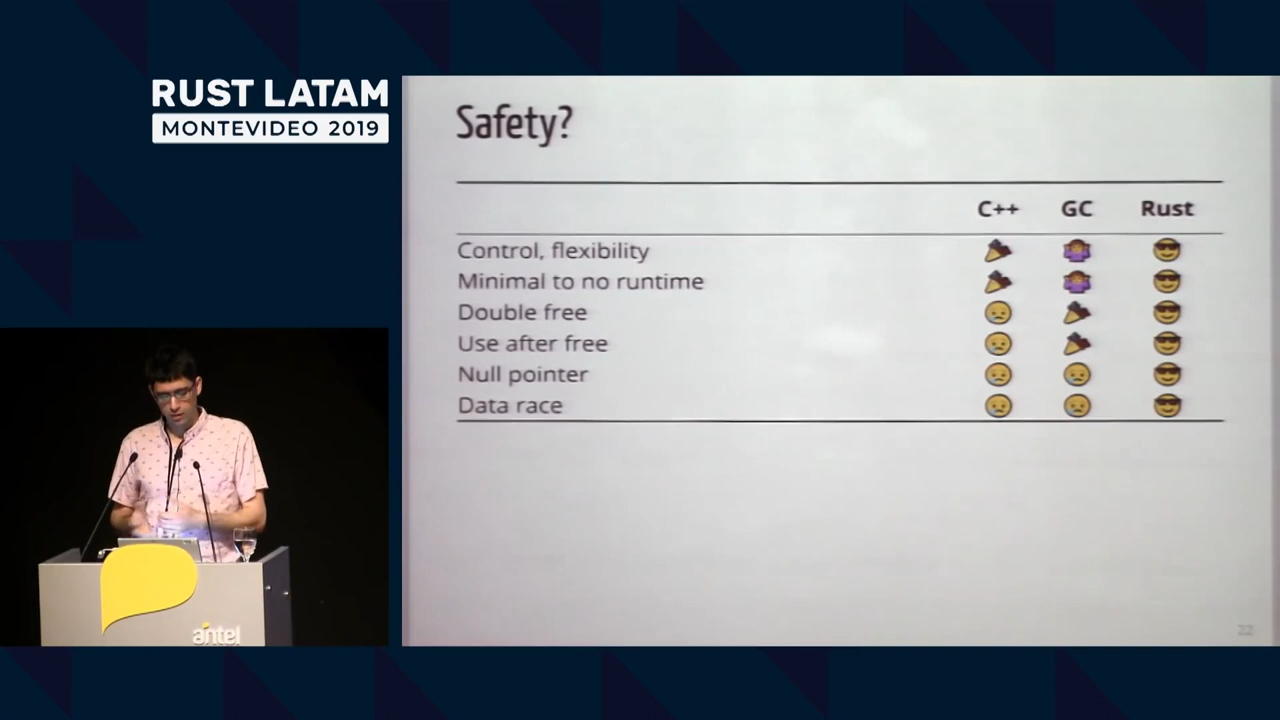 RUST LATAM
MONTEVIDEO 2019
Safety?
C++ GC Rust
Control, flexibility
Minimal to no runtime
Double free
Use after free
Null pointer
Data race
22
antel